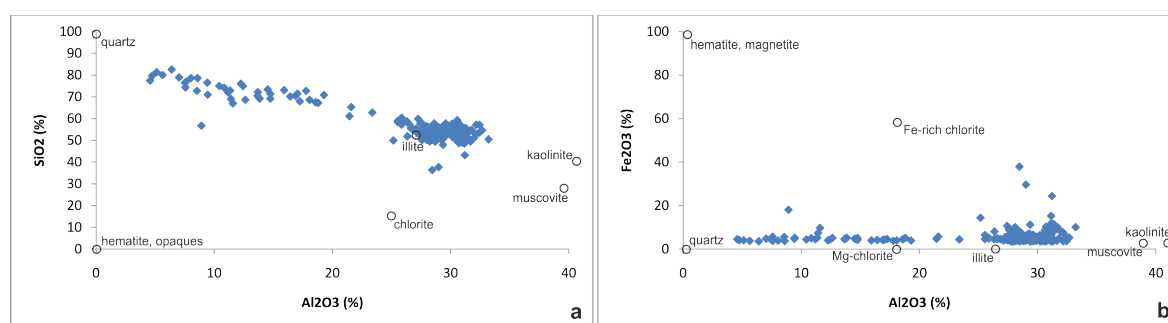 100
90
80
70
60
50
40
30
20
10
0
SiO2 (%)
quartz
illite
kaolinite
muscovite
chlorite
hematite, opaques
0 10 20 30 40
Al2O3 (%)
a
100
80
60
40
20
0
Fe2O3 (%)
hematite, magnetite
Fe-rich chlorite
quartz
Mg-chlorite
illite
kaolinite
muscovite
0 10 20 30 40
Al2O3 (%)
b